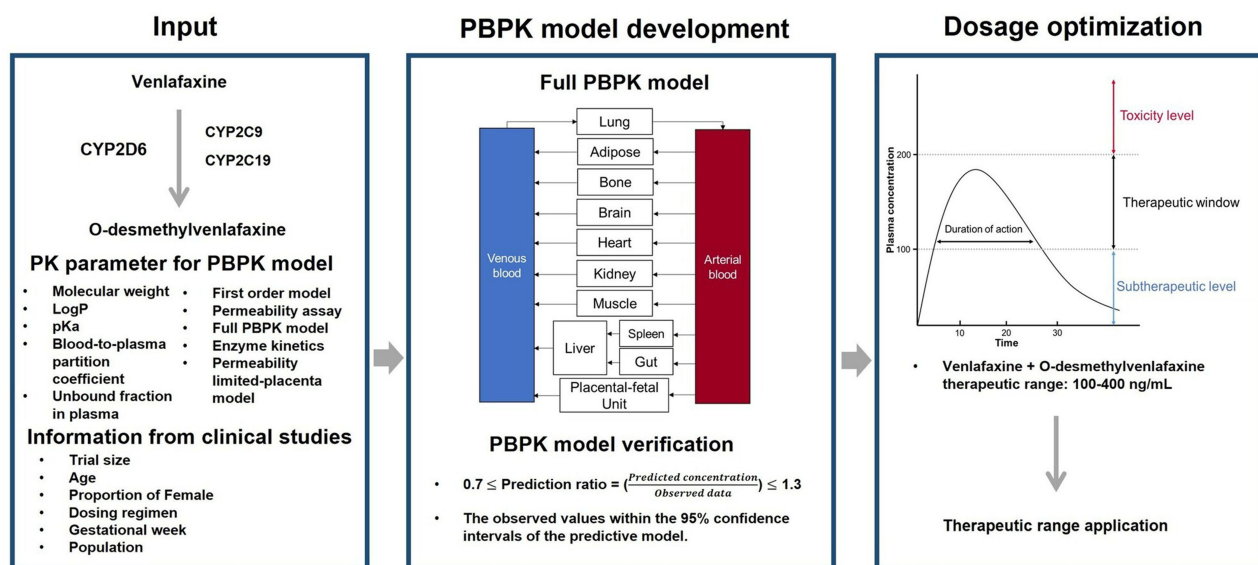 Input
Venlafaxine
CYP2D6
CYP2C9
CYP2C19
O-desmethylvenlafaxine
PK parameter for PBPK model
• Molecular weight
• LogP
• pKa
• Blood-to-plasma
partition
coefficient
• Unbound fraction
in plasma
• First order model
• Permeability assay
• Full PBPK model
• Enzyme kinetics
• Permeability
limited-placenta
model
Information from clinical studies
• Trial size
• Age
• Proportion of Female
• Dosing regimen
• Gestational week
• Population
PBPK model development
Full PBPK model
Venous
blood
Lung
Adipose
Bone
Brain
Heart
Kidney
Muscle
Liver
Spleen
Gut
Placental-fetal
Unit
Arterial
blood
PBPK model verification
• 0.7 ≤ Prediction ratio = (Predicted concentration / Observed data) ≤ 1.3
• The observed values within the 95% confidence
intervals of the predictive model.
Dosage optimization
Plasma concentration
200
100
Duration of action
10
20
30
Time
Toxicity level
Therapeutic window
Subtherapeutic level
• Venlafaxine + O-desmethylvenlafaxine
therapeutic range: 100-400 ng/mL
Therapeutic range application